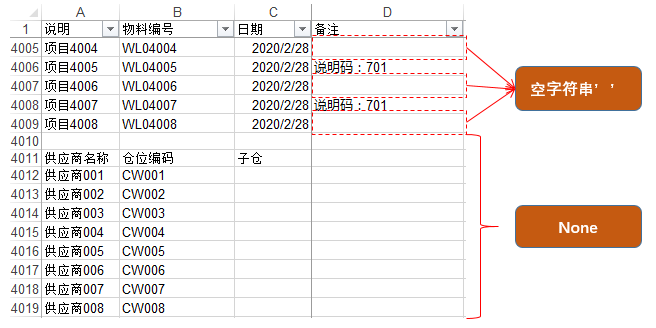 A B C D
1 说明 物料编号 日期 备注
4005 项目4004 WL04004 2020/2/28
4006 项目4005 WL04005 2020/2/28 说明码：701
4007 项目4006 WL04006 2020/2/28
4008 项目4007 WL04007 2020/2/28 说明码：701
4009 项目4008 WL04008 2020/2/28
4010
4011 供应商名称 仓位编码 子仓
4012 供应商001 CW001
4013 供应商002 CW002
4014 供应商003 CW003
4015 供应商004 CW004
4016 供应商005 CW005
4017 供应商006 CW006
4018 供应商007 CW007
4019 供应商008 CW008
空字符串’’
None